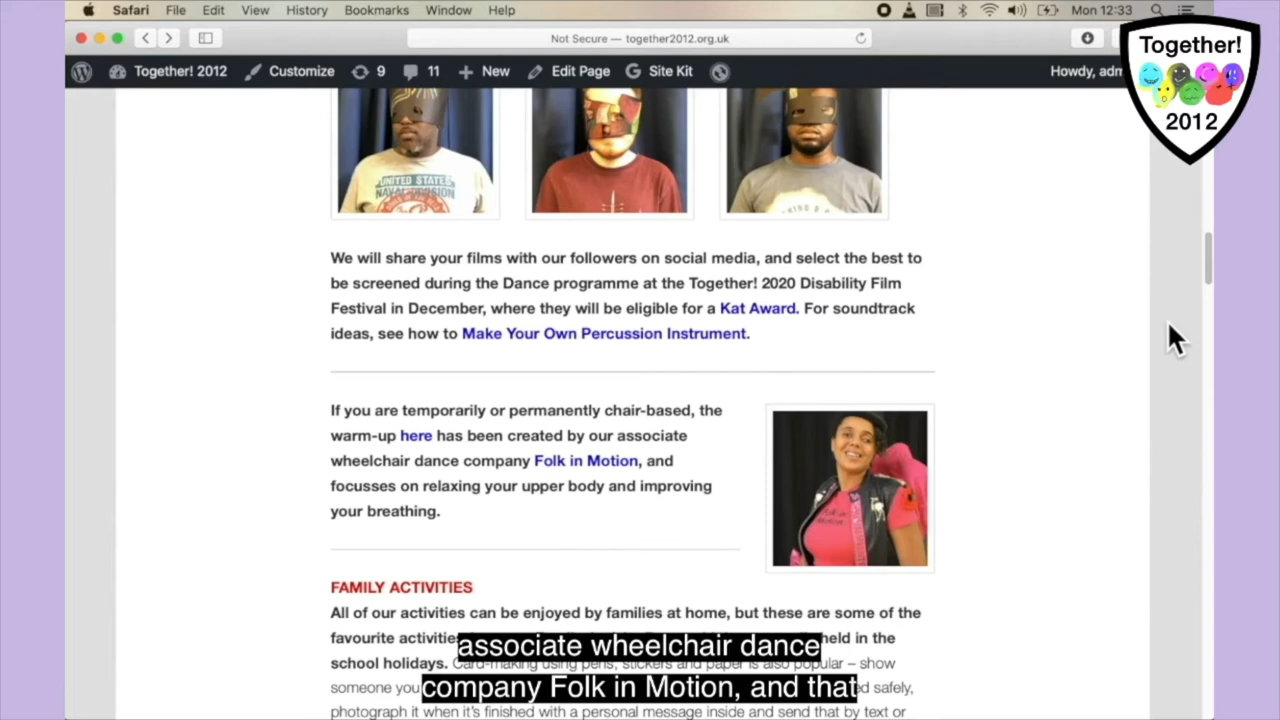 Safari File Edit View History Bookmarks Window Help Mon 12:33
Not Secure — together2012.org.uk
Together! 2012 Customize 9 11 New Edit Page Site Kit Howdy, adm
Together!
2012
UNITED STATES
We will share your films with our followers on social media, and select the best to
be screened during the Dance programme at the Together! 2020 Disability Film
Festival in December, where they will be eligible for a Kat Award. For soundtrack
ideas, see how to Make Your Own Percussion Instrument.
If you are temporarily or permanently chair-based, the
warm-up here has been created by our associate
wheelchair dance company Folk in Motion, and
focusses on relaxing your upper body and improving
your breathing.
Folk in
Motion
FAMILY ACTIVITIES
All of our activities can be enjoyed by families at home, but these are some of the
favourite activities held in the
school holidays. Card-making using pens, stickers and paper is also popular – show
someone you ed safely,
photograph it when it's finished with a personal message inside and send that by text or
associate wheelchair dance
company Folk in Motion, and that